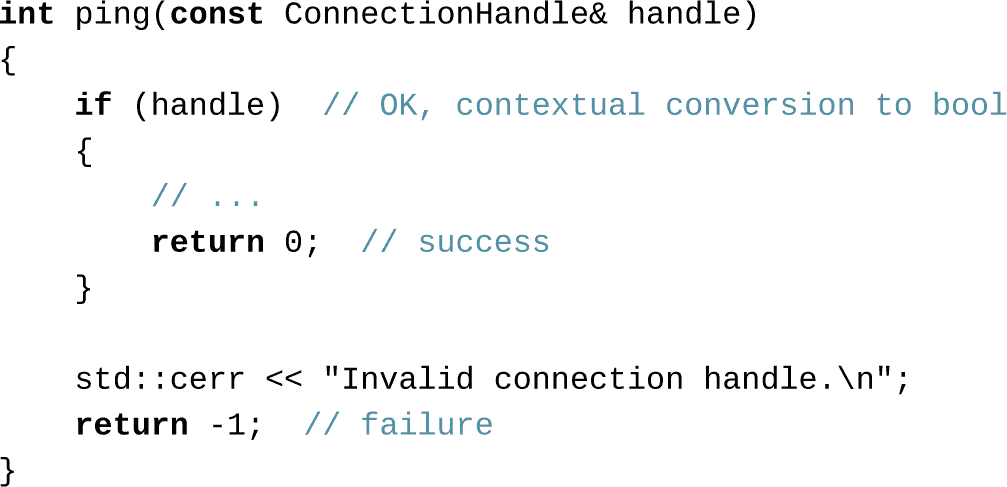 int ping(const ConnectionHandle& handle)
{
    if (handle)  // OK, contextual conversion to bool
    {
        // ...
        return 0;  // success
    }

    std::cerr << "Invalid connection handle.\n";
    return -1;  // failure
}